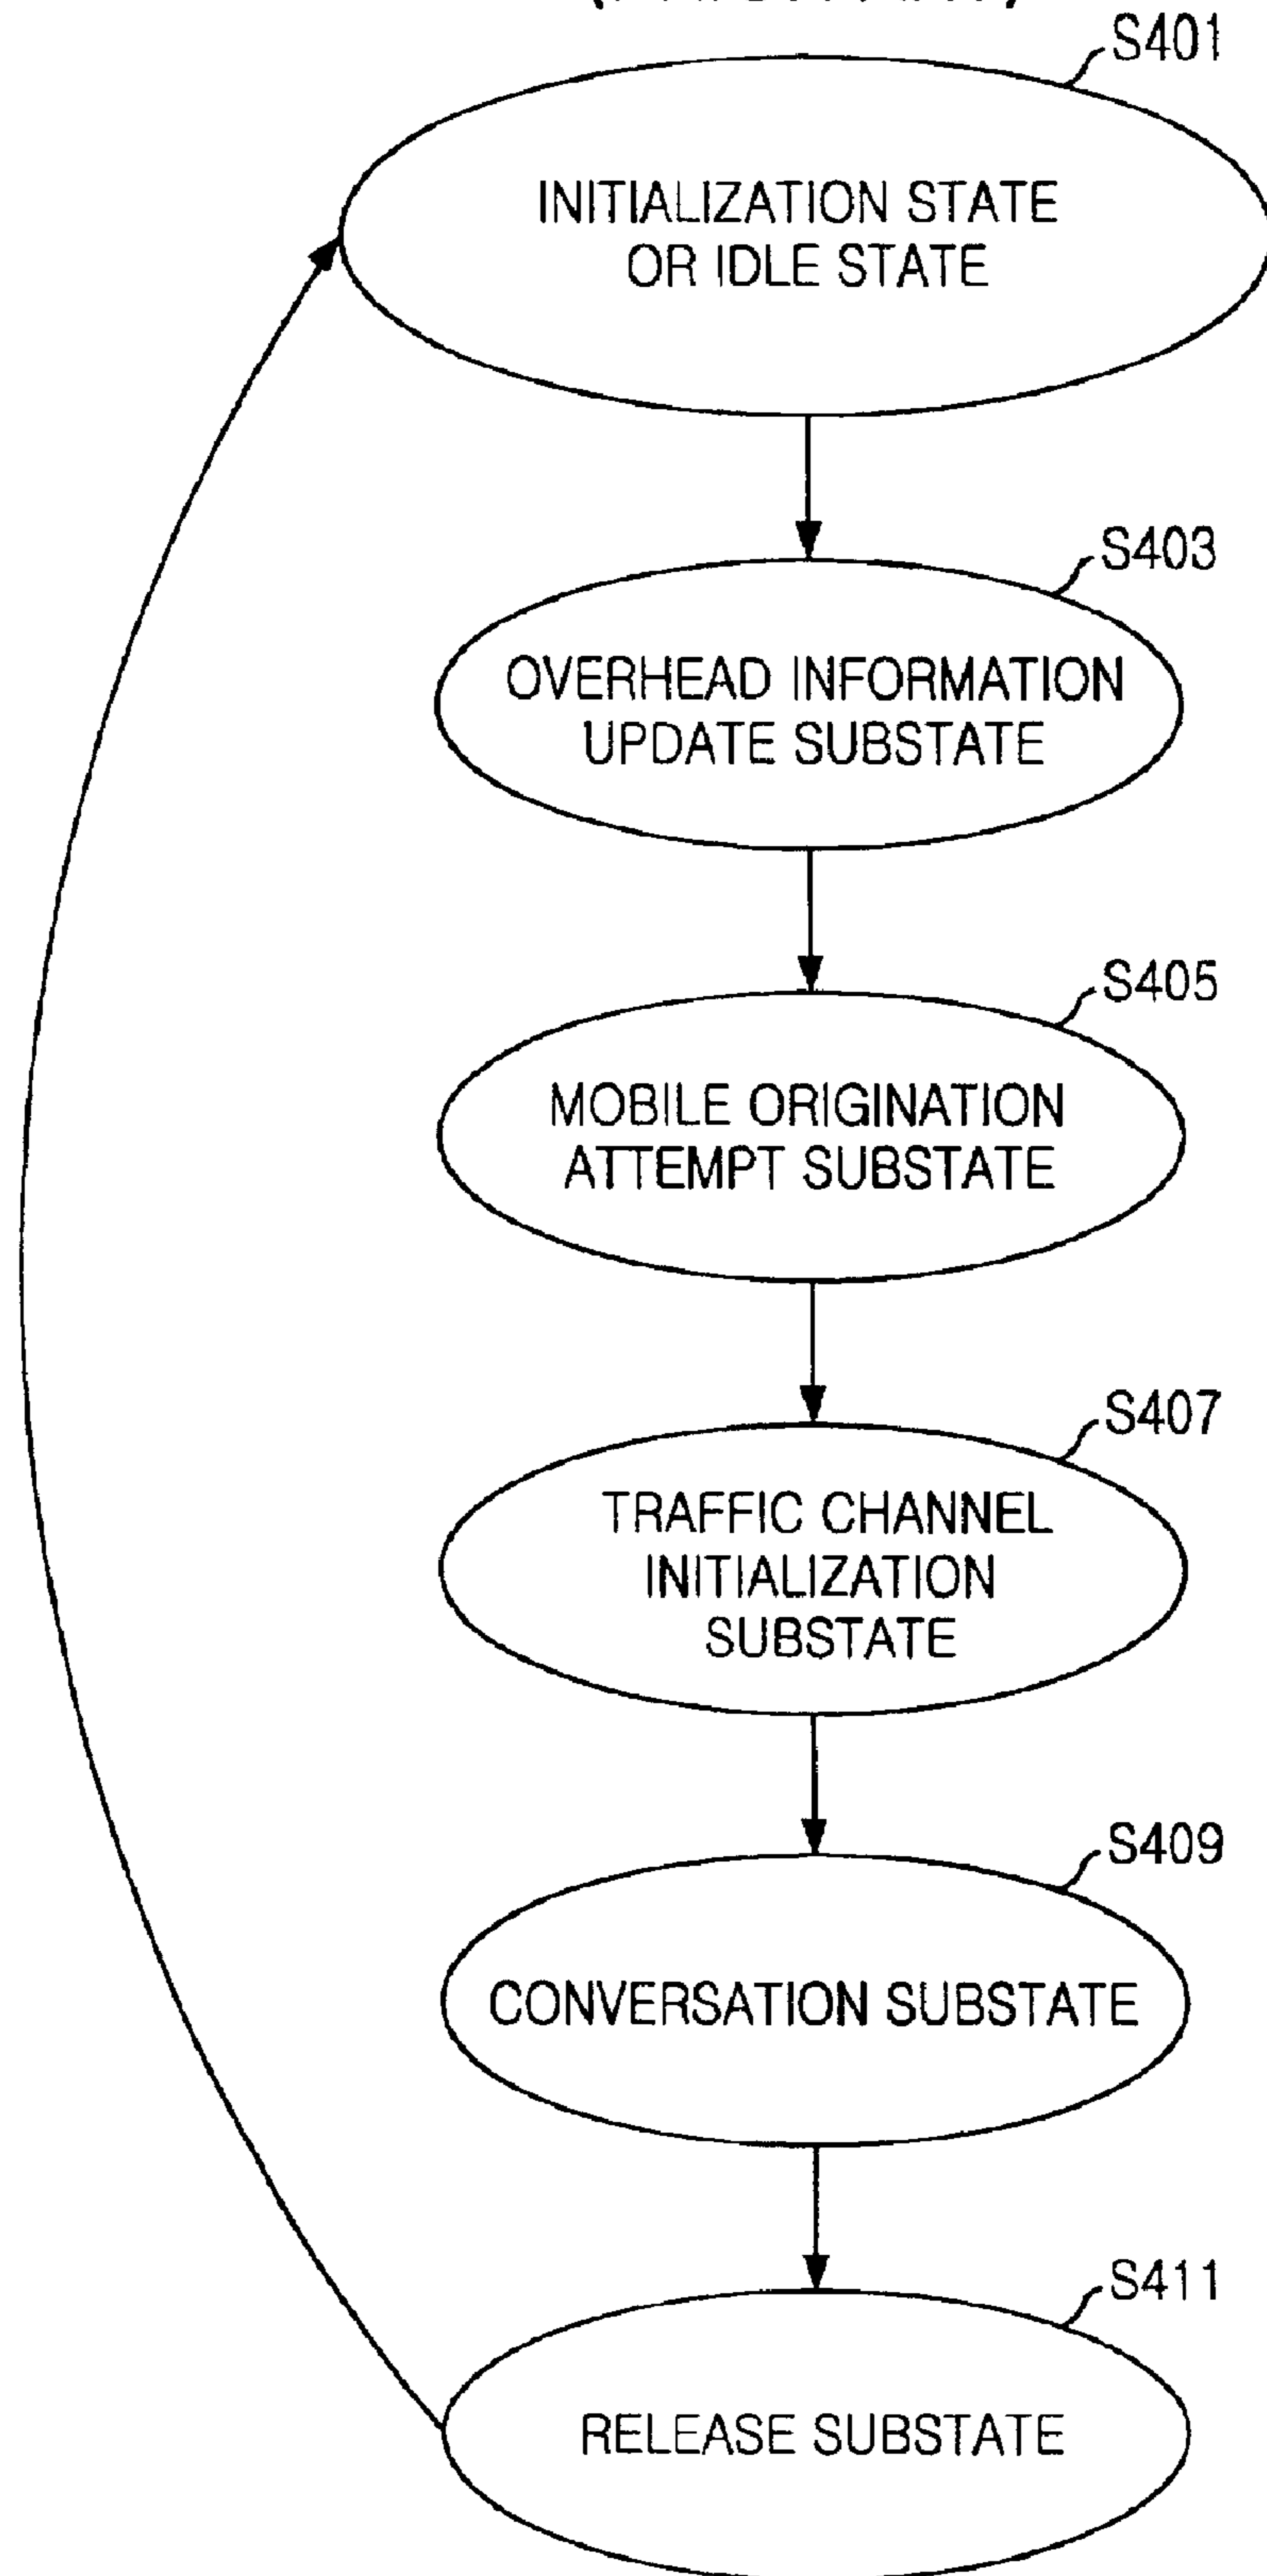 S401
INITIALIZATION STATE
OR IDLE STATE
S403
OVERHEAD INFORMATION
UPDATE SUBSTATE
S405
MOBILE ORIGINATION
ATTEMPT SUBSTATE
S407
TRAFFIC CHANNEL
INITIALIZATION
SUBSTATE
S409
CONVERSATION SUBSTATE
S411
RELEASE SUBSTATE